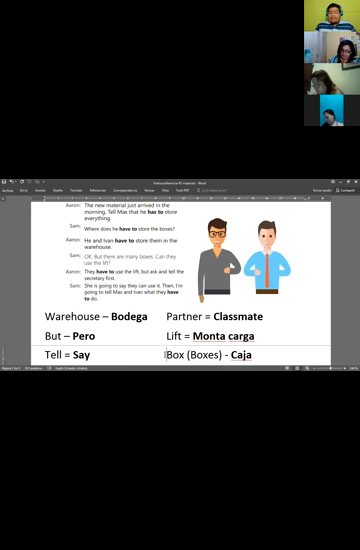 Aaron: The new material just arrived in the
morning. Tell Max that he has to store
everything.
Sam: Where does he have to store the boxes?
Aaron: He and Ivan have to store them in the
warehouse.
Sam: OK. But there are many boxes. Can they
use the lift?
Aaron: They have to use the lift, but ask and tell the
secretary first.
Sam: She is going to say they can use it. Then, I'm
going to tell Max and Ivan what they have
to do.
Warehouse – Bodega
Partner = Classmate
But – Pero
Lift = Monta carga
Tell = Say
Box (Boxes) - Caja